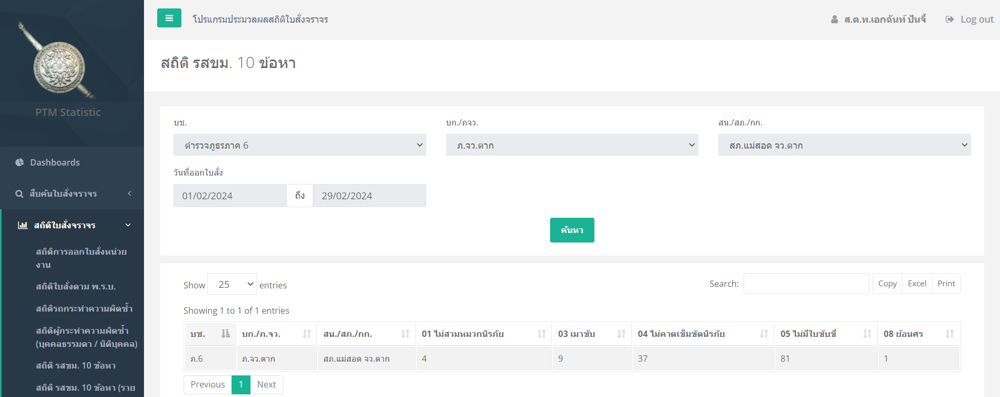 โปรแกรมประมวลผลสถิติใบสั่งจราจร
ส.ต.ท.เอกฉันท์ ปันจี้
Log out
PTM Statistic
Dashboards
สืบค้นใบสั่งจราจร
สถิติใบสั่งจราจร
สถิติการออกใบสั่งหน่วย
งาน
สถิติใบสั่งตาม พ.ร.บ.
สถิติรถกระทำความผิดซ้ำ
สถิติผู้กระทำความผิดซ้ำ
(บุคคลธรรมดา / นิติบุคคล)
สถิติ รสขม. 10 ข้อหา
สถิติ รสขม. 10 ข้อหา (ราย
สถิติ รสขม. 10 ข้อหา
บช. บก./ภจว. สน./สภ./กก.
ตำรวจภูธรภาค 6 ภ.จว.ตาก สภ.แม่สอด จว.ตาก
วันที่ออกใบสั่ง
01/02/2024 ถึง 29/02/2024
ค้นหา
Show 25 entries Search: Copy Excel Print
Showing 1 to 1 of 1 entries
บช. บก./ภ.จว. สน./สภ./กก. 01 ไม่สวมหมวกนิรภัย 03 เมาขับ 04 ไม่คาดเข็มขัดนิรภัย 05 ไม่มีใบขับขี่ 08 ย้อนศร
ภ.6 ภ.จว.ตาก สภ.แม่สอด จว.ตาก 4 9 37 81 1
Previous 1 Next